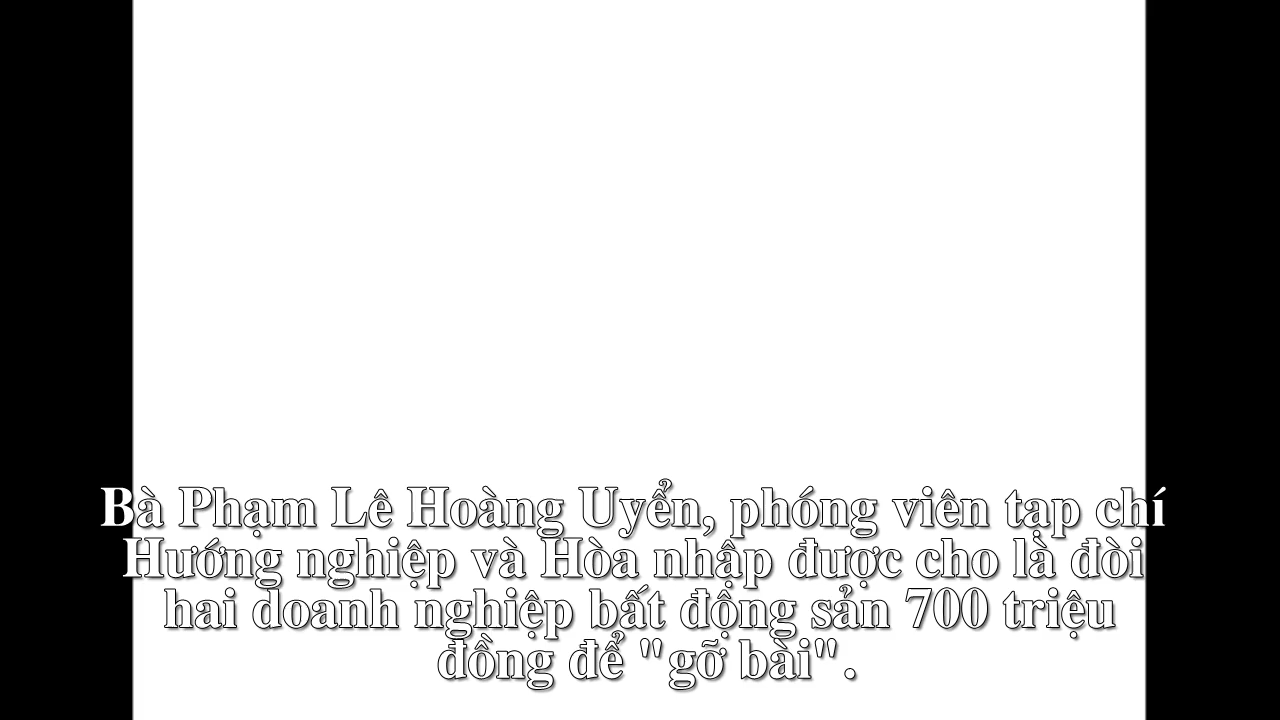 Bà Phạm Lê Hoàng Uyển, phóng viên tạp chí
Hướng nghiệp và Hòa nhập được cho là đòi
hai doanh nghiệp bất động sản 700 triệu
đồng để "gỡ bài".